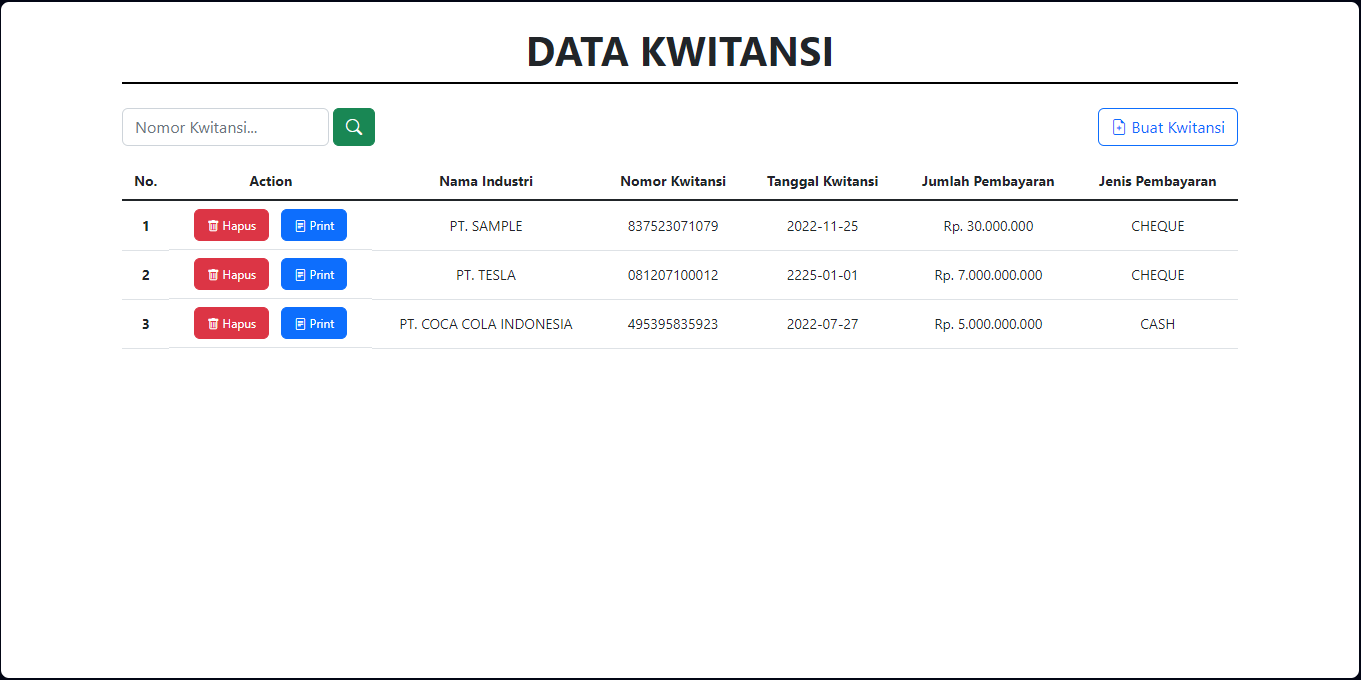 DATA KWITANSI
Nomor Kwitansi... Buat Kwitansi
No. Action Nama Industri Nomor Kwitansi Tanggal Kwitansi Jumlah Pembayaran Jenis Pembayaran
1 Hapus Print PT. SAMPLE 837523071079 2022-11-25 Rp. 30.000.000 CHEQUE
2 Hapus Print PT. TESLA 081207100012 2225-01-01 Rp. 7.000.000.000 CHEQUE
3 Hapus Print PT. COCA COLA INDONESIA 495395835923 2022-07-27 Rp. 5.000.000.000 CASH